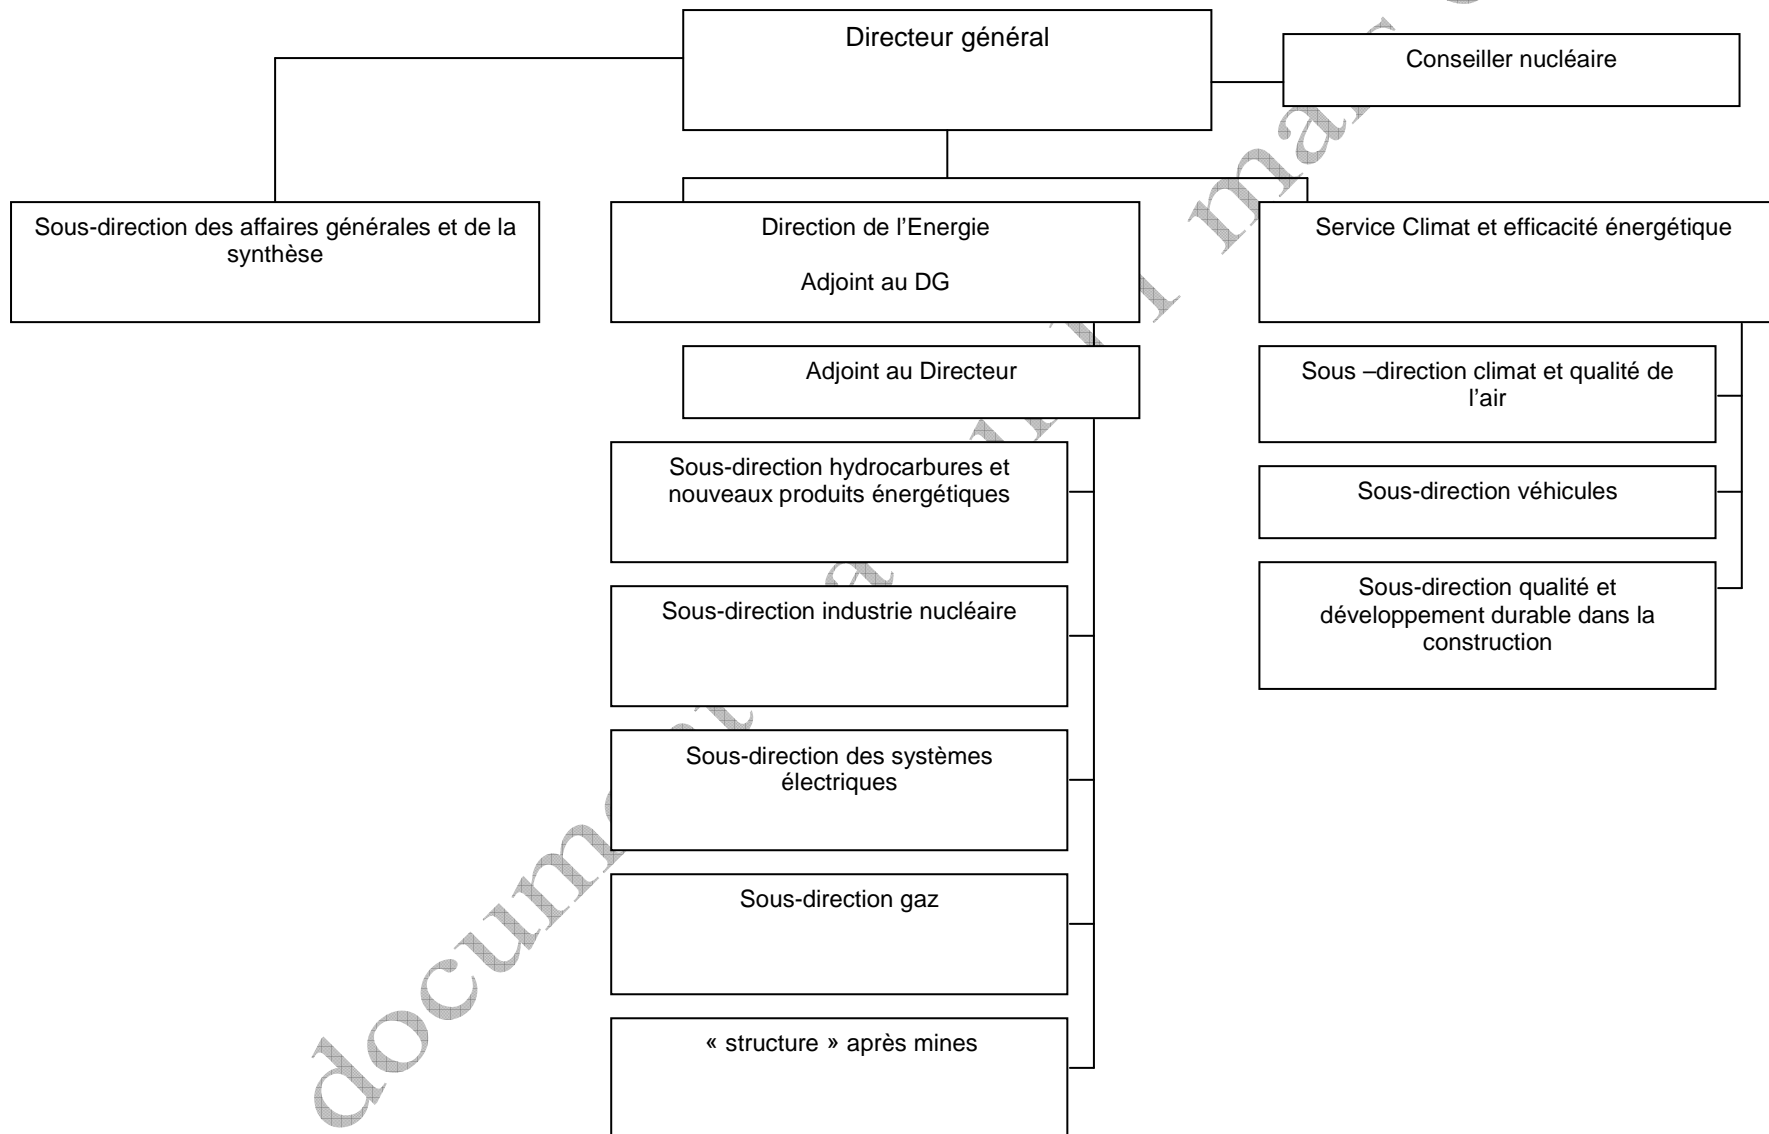 Directeur général
Conseiller nucléaire
Sous-direction des affaires générales et de la
synthèse
Direction de l’Energie
Adjoint au DG
Service Climat et efficacité énergétique
Adjoint au Directeur
Sous –direction climat et qualité de
l’air
Sous-direction hydrocarbures et
nouveaux produits énergétiques
Sous-direction véhicules
Sous-direction industrie nucléaire
Sous-direction qualité et
développement durable dans la
construction
Sous-direction des systèmes
électriques
Sous-direction gaz
« structure » après mines